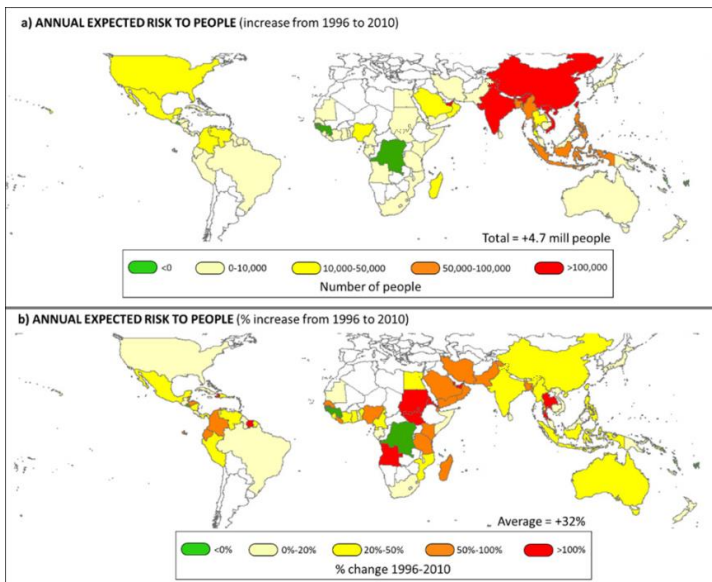 a) ANNUAL EXPECTED RISK TO PEOPLE (increase from 1996 to 2010)
Total = +4.7 mill people
<0 0-10,000 10,000-50,000 50,000-100,000 >100,000
Number of people
b) ANNUAL EXPECTED RISK TO PEOPLE (% increase from 1996 to 2010)
Average = +32%
<0% 0%-20% 20%-50% 50%-100% >100%
% change 1996-2010